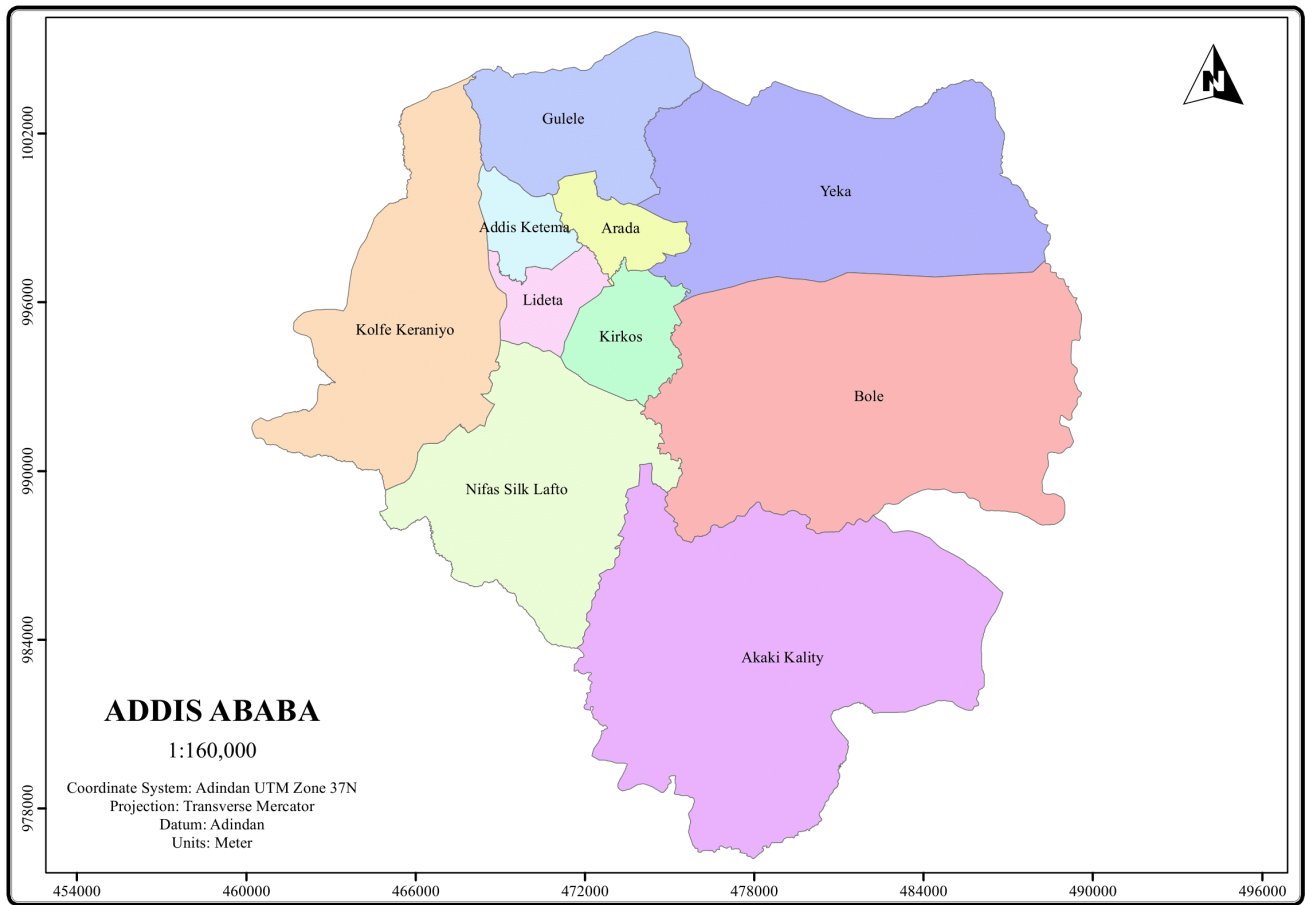 N
Gulele
Yeka
Addis Ketema
Arada
Lideta
Kolfe Keraniyo
Kirkos
Bole
Nifas Silk Lafto
Akaki Kality
1002000
996000
990000
984000
978000
ADDIS ABABA
1:160,000
Coordinate System: Adindan UTM Zone 37N
Projection: Transverse Mercator
Datum: Adindan
Units: Meter
454000 460000 466000 472000 478000 484000 490000 496000